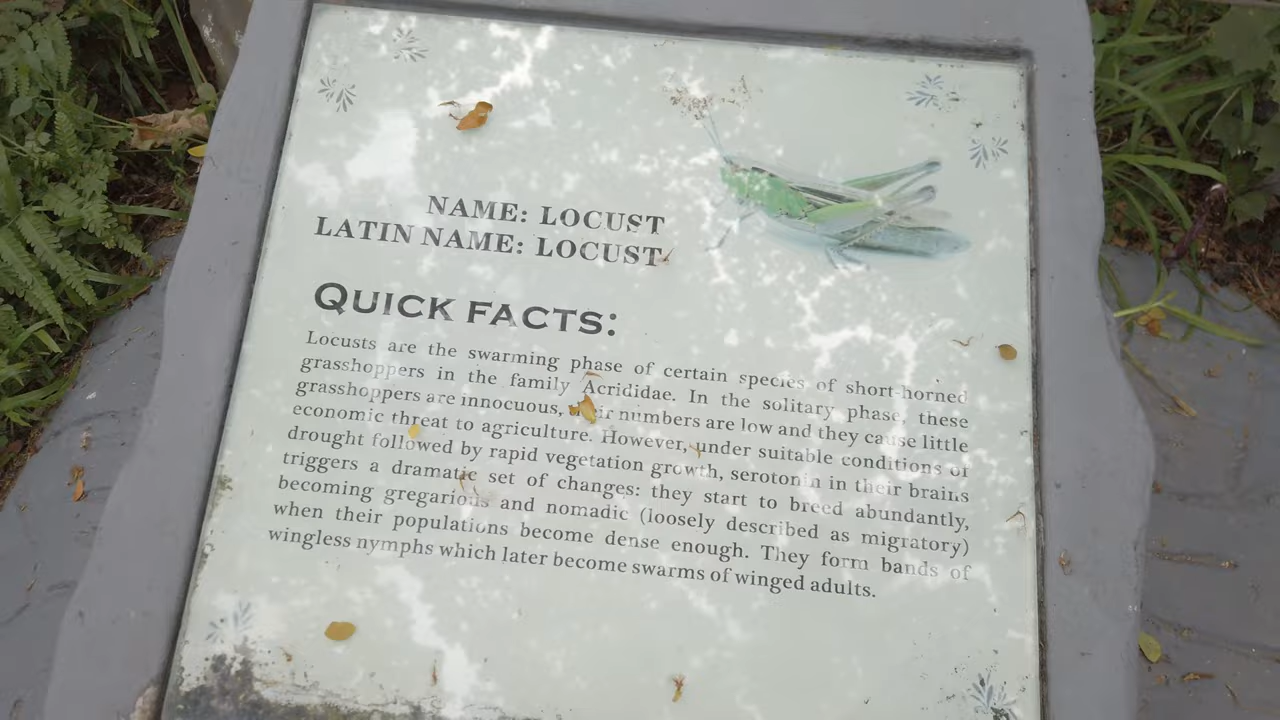 NAME: LOCUST
LATIN NAME: LOCUST
QUICK FACTS:
Locusts are the swarming phase of certain species of short-horned
grasshoppers in the family Acrididae. In the solitary phase, these
grasshoppers are innocuous, their numbers are low and they cause little
economic threat to agriculture. However, under suitable conditions of
drought followed by rapid vegetation growth, serotonin in their brains
triggers a dramatic set of changes: they start to breed abundantly,
becoming gregarious and nomadic (loosely described as migratory)
when their populations become dense enough. They form bands of
wingless nymphs which later become swarms of winged adults.